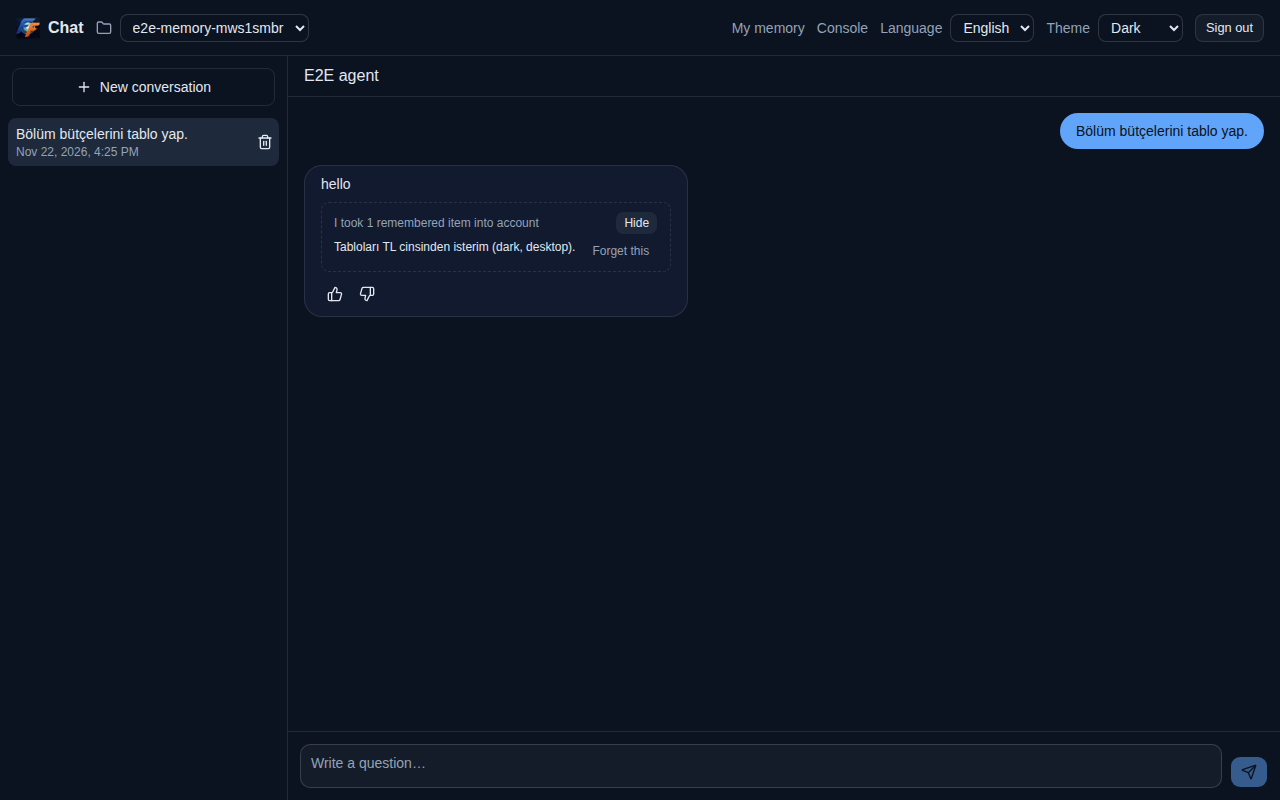 Chat
e2e-memory-mws1smbr
My memory
Console
Language
English
Theme
Dark
Sign out
New conversation
Bölüm bütçelerini tablo yap.
Nov 22, 2026, 4:25 PM
E2E agent
Bölüm bütçelerini tablo yap.
hello
I took 1 remembered item into account
Hide
Tabloları TL cinsinden isterim (dark, desktop).
Forget this
Write a question…